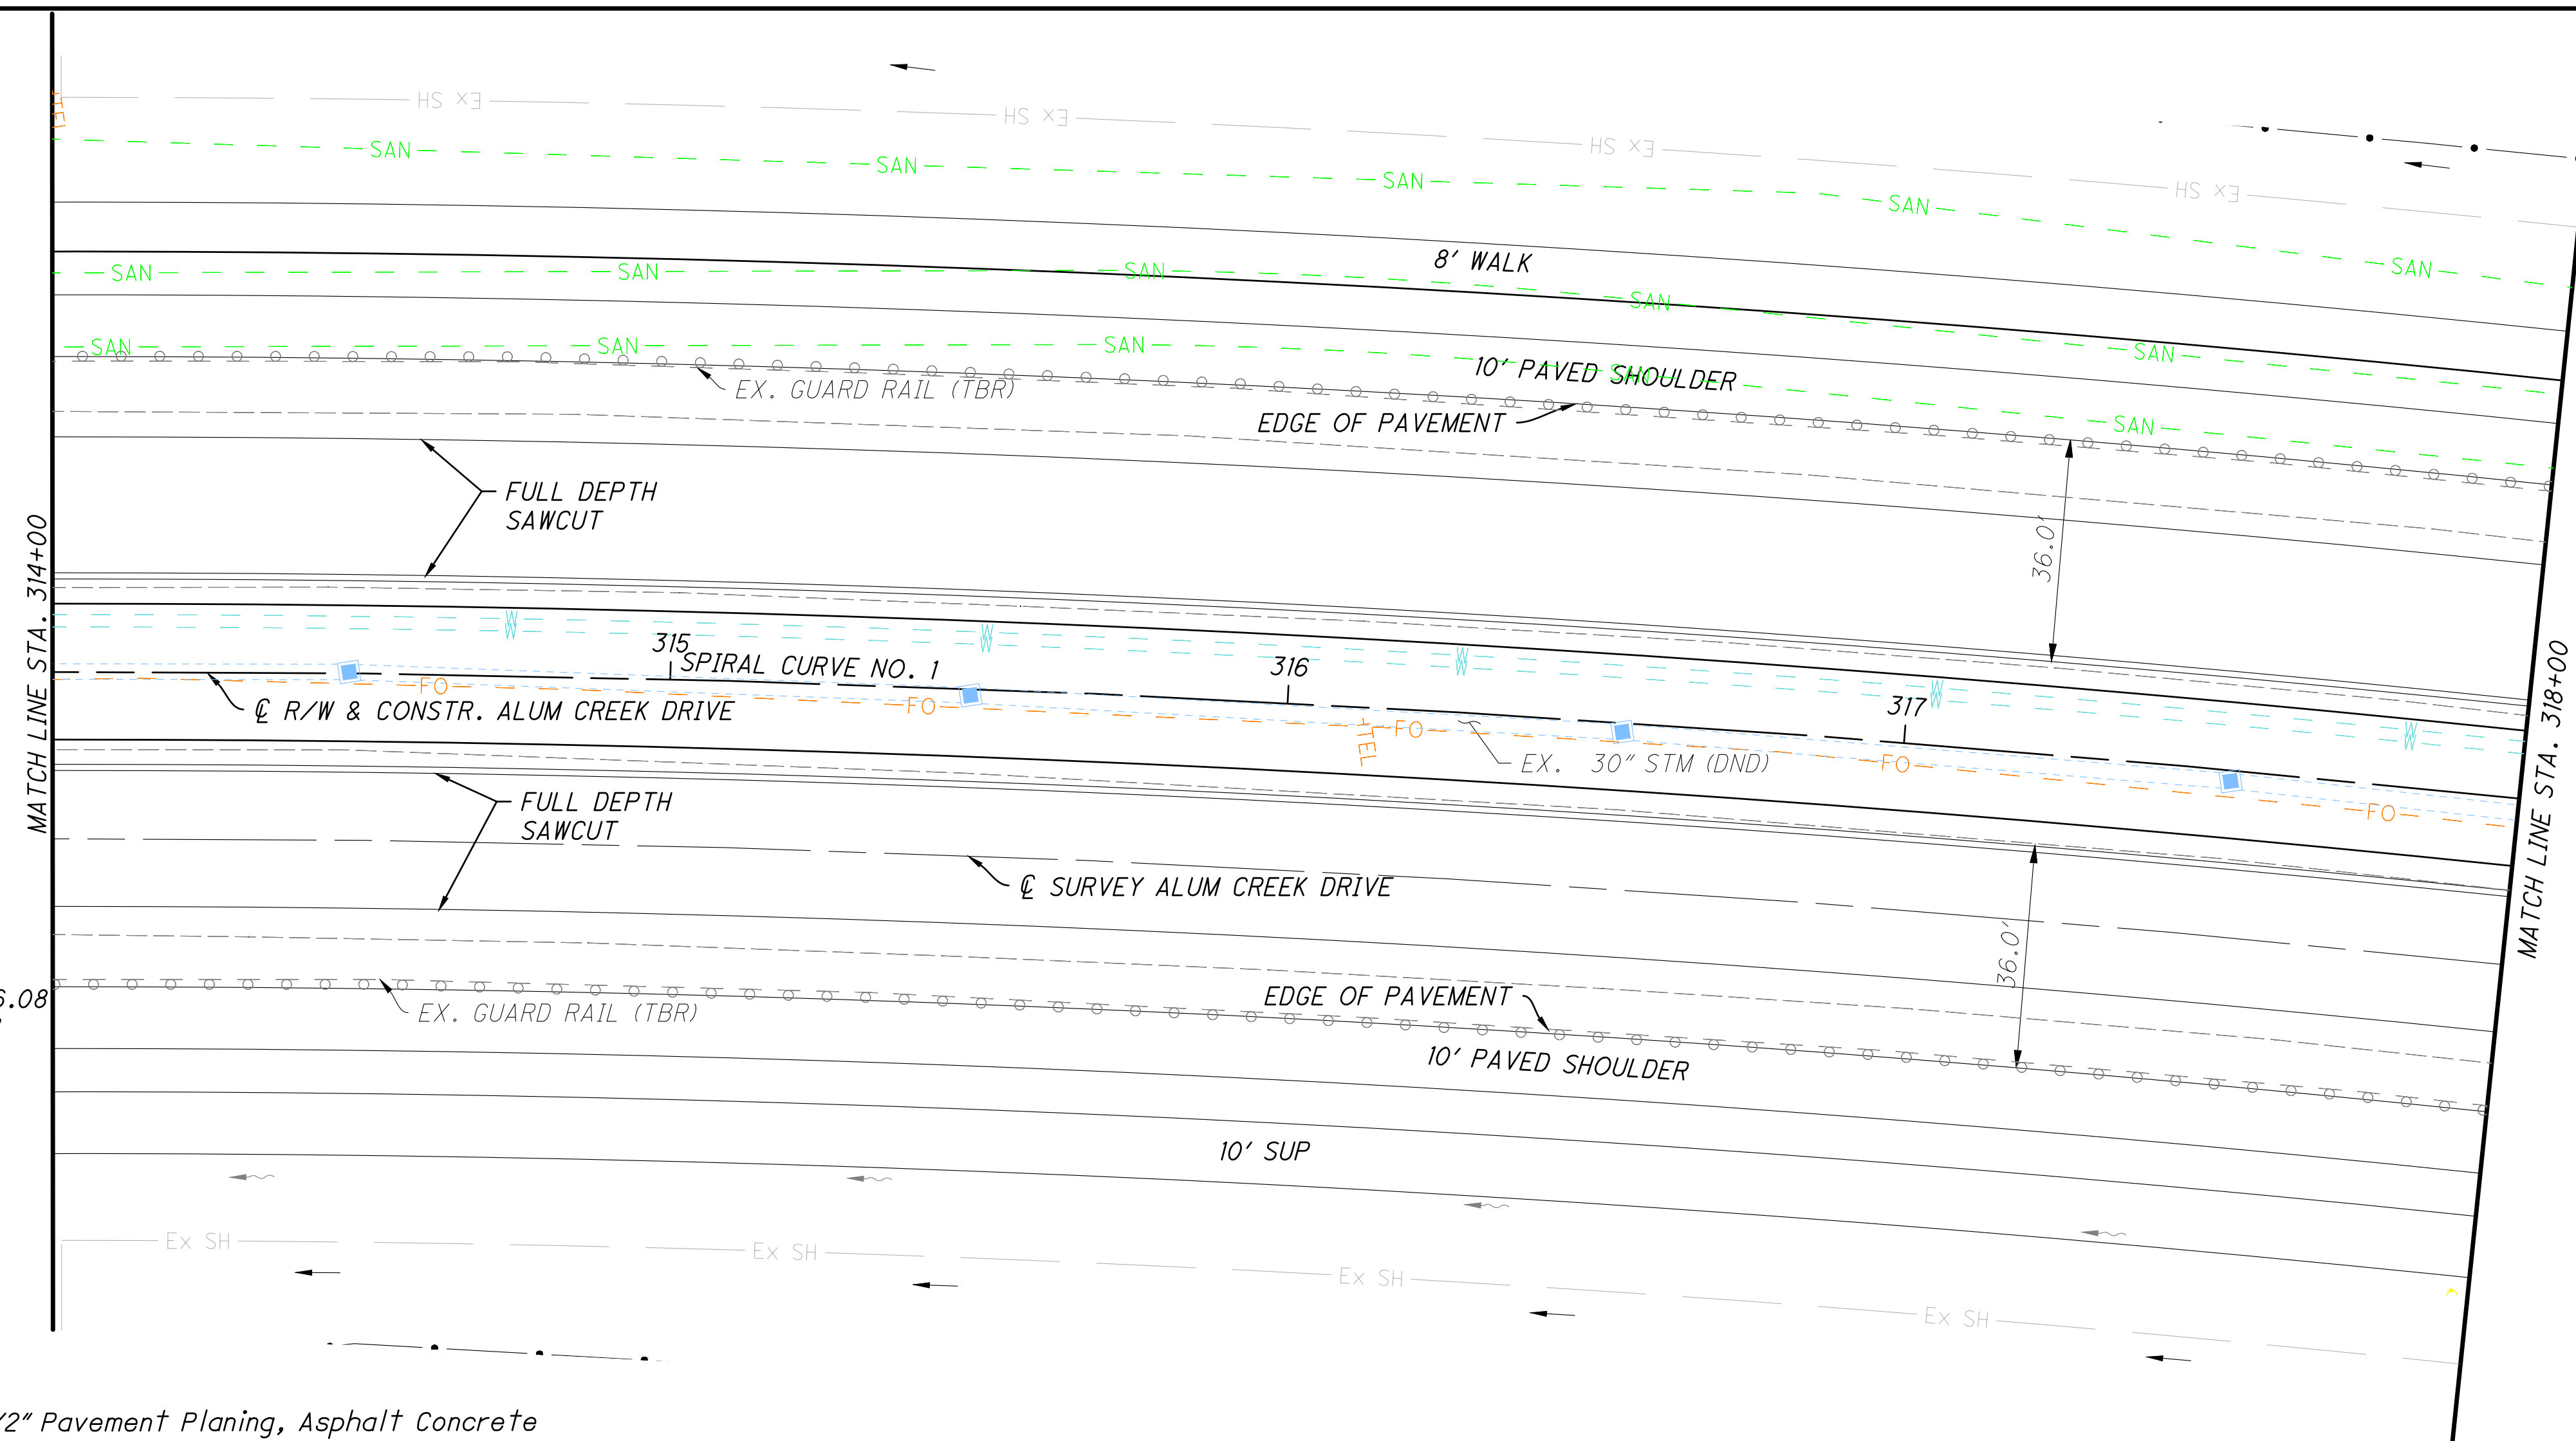 TEL
Ex SH
Ex SH
Ex SH
Ex SH
SAN
SAN
SAN
SAN
SAN
8' WALK
SAN
SAN
SAN
SAN
SAN
SAN
SAN
SAN
SAN
SAN
10' PAVED SHOULDER
EX. GUARD RAIL (TBR)
EDGE OF PAVEMENT
FULL DEPTH
SAWCUT
36.0'
MATCH LINE STA. 314+00
MATCH LINE STA. 318+00
W
W
W
W
W
W
W
W
W
W
315
SPIRAL CURVE NO. 1
316
317
FO
FO
FO
FO
FO
TEL
℄ R/W & CONSTR. ALUM CREEK DRIVE
EX. 30" STM (DND)
FULL DEPTH
SAWCUT
℄ SURVEY ALUM CREEK DRIVE
36.0'
6.08
EX. GUARD RAIL (TBR)
EDGE OF PAVEMENT
10' PAVED SHOULDER
10' SUP
Ex SH
Ex SH
Ex SH
Ex SH
/2" Pavement Planing, Asphalt Concrete